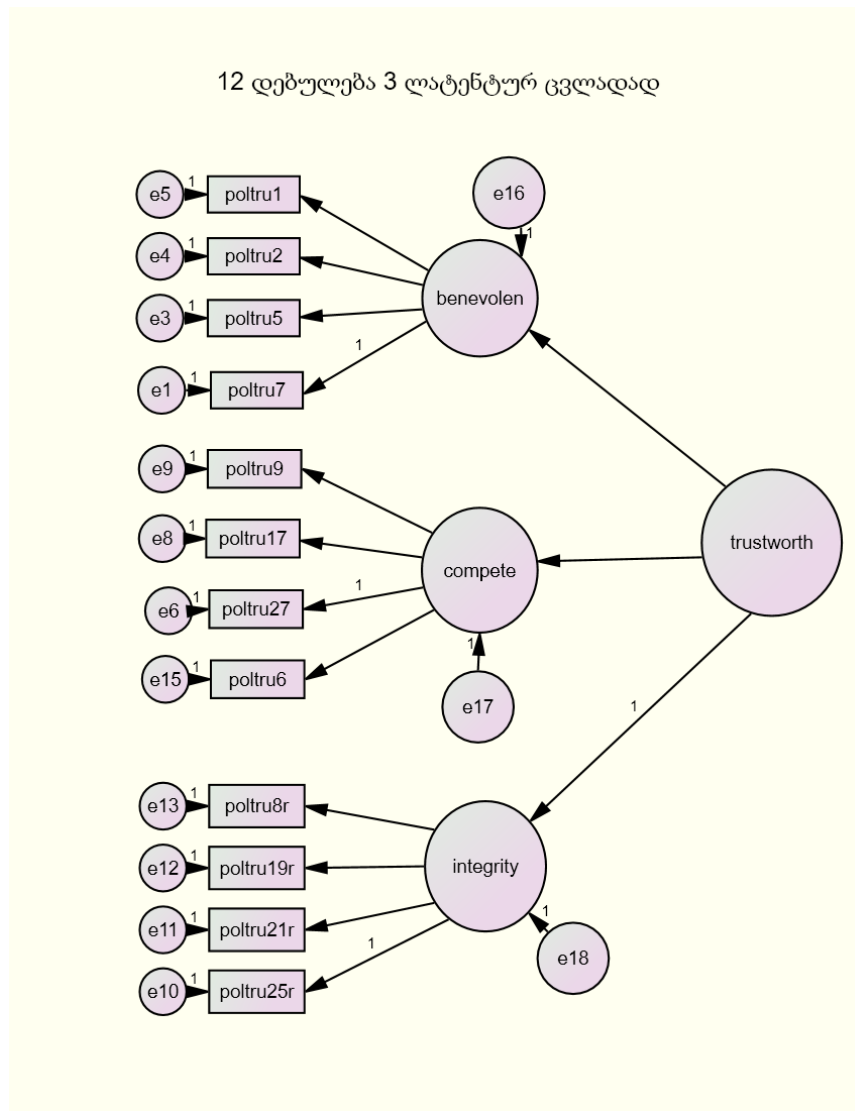 12 დებულება 3 ლატენტურ ცვლადად
e5 1 poltru1
e16
1
e4 1 poltru2
benevolen
e3 1 poltru5
1
e1 1 poltru7
e9 1 poltru9
e8 1 poltru17
trustworth
compete
1
e6 1 poltru27
1
e15 1 poltru6
e17
1
e13 1 poltru8r
e12 1 poltru19r
integrity
1
e11 1 poltru21r
1
e18
e10 1 poltru25r